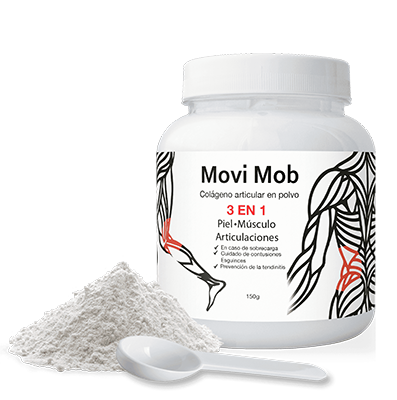 Movi Mob
Colágeno articular en polvo
3 EN 1
Piel•Músculo
Articulaciones
✓ En caso de sobrecarga
✓ Cuidado de contusiones
Esguinces
✓ Prevención de la tendinitis
150g